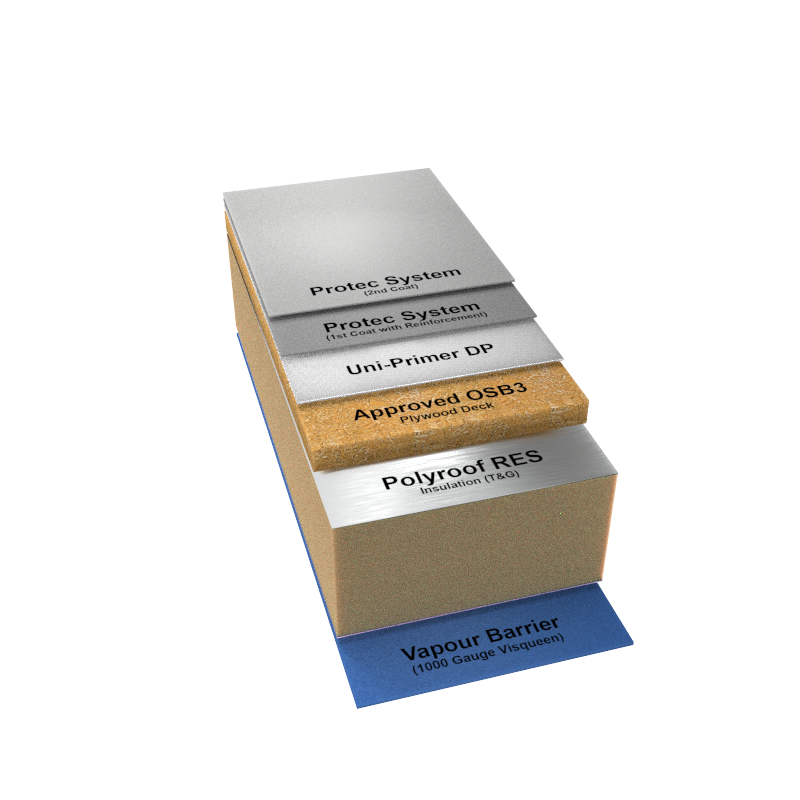 Protec System
(2nd Coat)
Protec System
(1st Coat with Reinforcement)
Uni-Primer DP
Approved OSB3
Plywood Deck
Polyroof RES
Insulation (T&G)
Vapour Barrier
(1000 Gauge Visqueen)